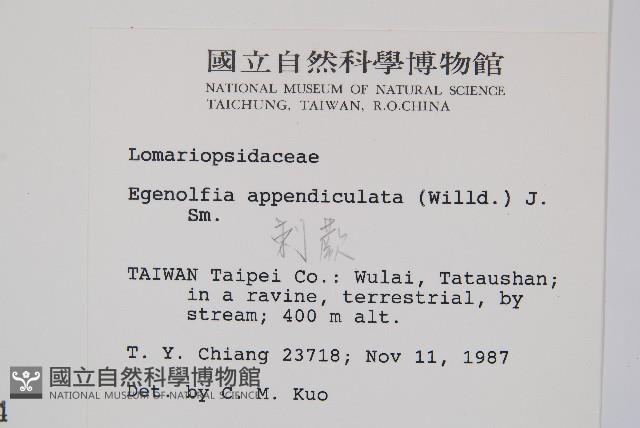 國立自然科學博物館
NATIONAL MUSEUM OF NATURAL SCIENCE
TAICHUNG, TAIWAN, R.O.CHINA
Lomariopsidaceae
Egenolfia appendiculata (Willd.) J.
Sm.
刺蕨
TAIWAN Taipei Co.: Wulai, Tataushan;
in a ravine, terrestrial, by
stream; 400 m alt.
T. Y. Chiang 23718; Nov 11, 1987
Det. by C. M. Kuo
國立自然科學博物館
NATIONAL MUSEUM OF NATURAL SCIENCE
4